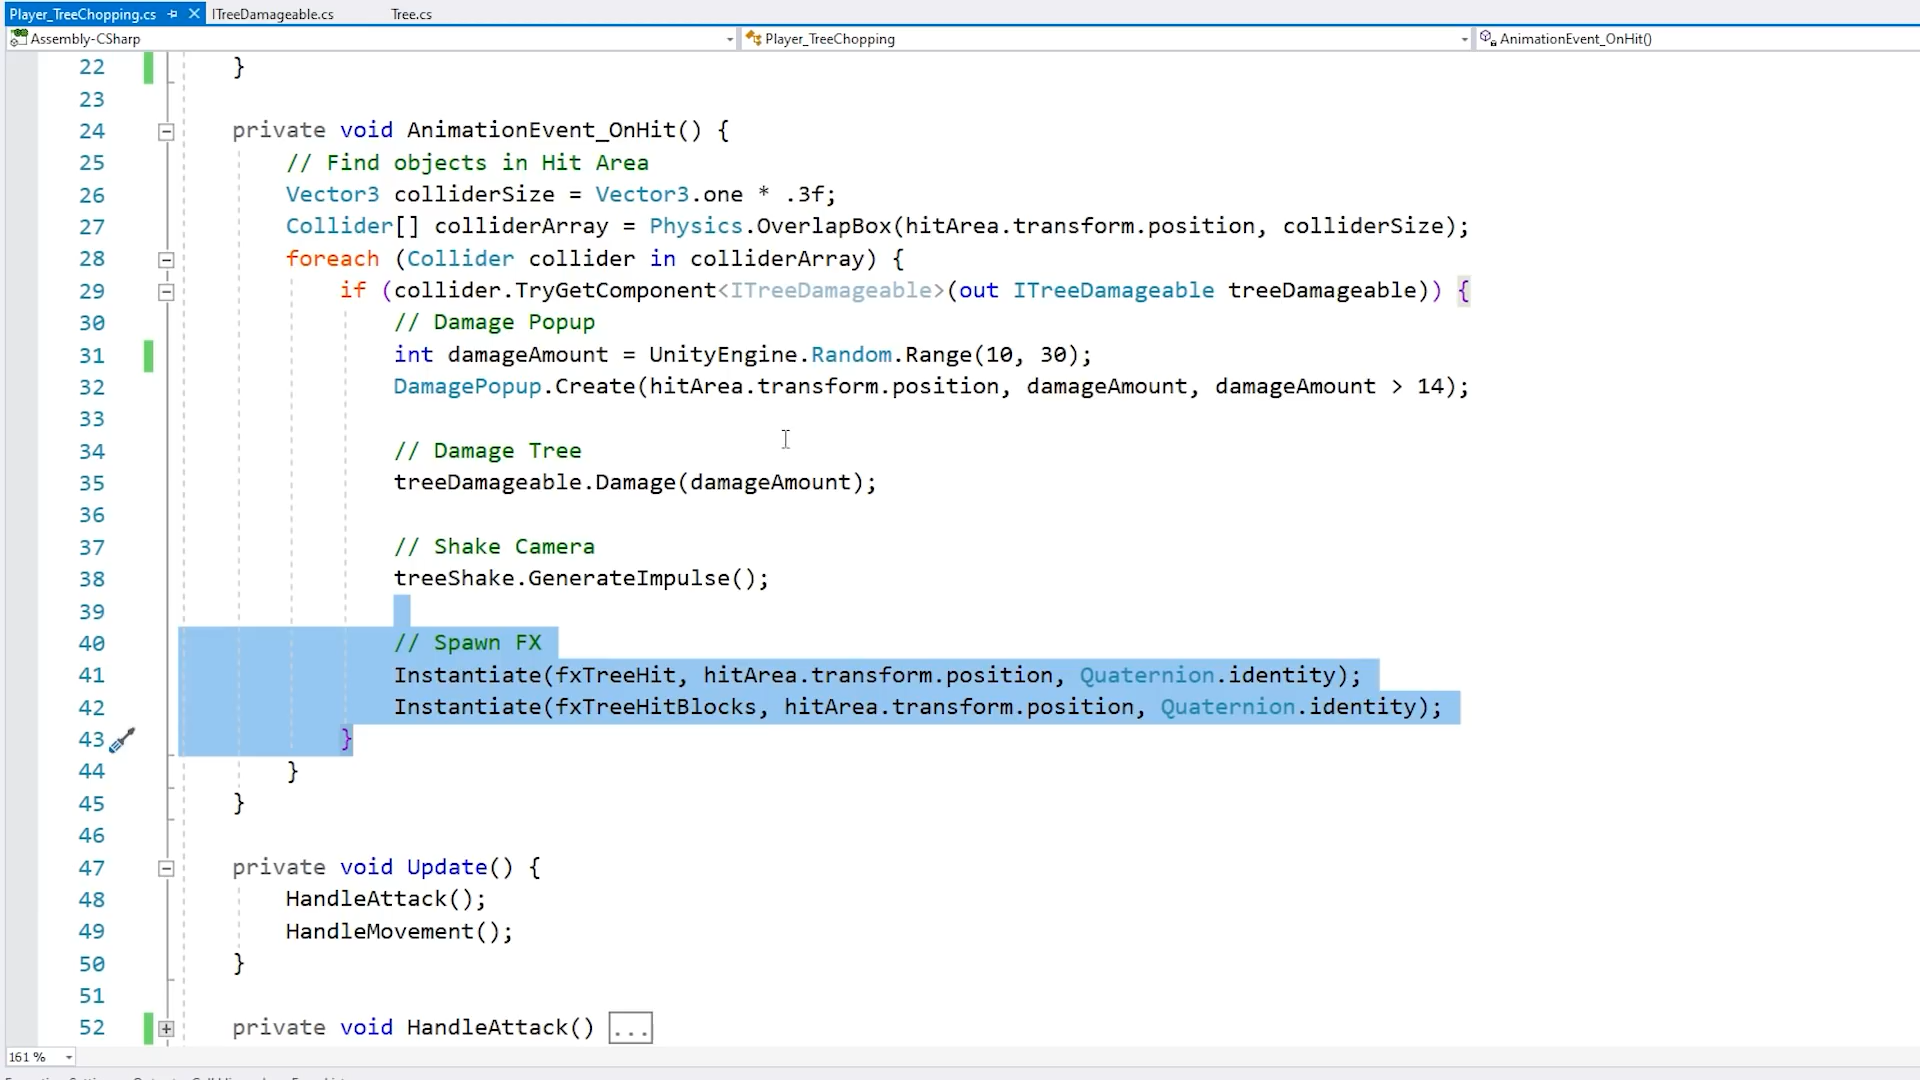 Player_TreeChopping.cs ITreeDamageable.cs Tree.cs
Assembly-CSharp Player_TreeChopping AnimationEvent_OnHit()
22 }
23
24 private void AnimationEvent_OnHit() {
25 // Find objects in Hit Area
26 Vector3 colliderSize = Vector3.one * .3f;
27 Collider[] colliderArray = Physics.OverlapBox(hitArea.transform.position, colliderSize);
28 foreach (Collider collider in colliderArray) {
29 if (collider.TryGetComponent<ITreeDamageable>(out ITreeDamageable treeDamageable)) {
30 // Damage Popup
31 int damageAmount = UnityEngine.Random.Range(10, 30);
32 DamagePopup.Create(hitArea.transform.position, damageAmount, damageAmount > 14);
33
34 // Damage Tree
35 treeDamageable.Damage(damageAmount);
36
37 // Shake Camera
38 treeShake.GenerateImpulse();
39
40 // Spawn FX
41 Instantiate(fxTreeHit, hitArea.transform.position, Quaternion.identity);
42 Instantiate(fxTreeHitBlocks, hitArea.transform.position, Quaternion.identity);
43 }
44 }
45 }
46
47 private void Update() {
48 HandleAttack();
49 HandleMovement();
50 }
51
52 private void HandleAttack() ...
161 %